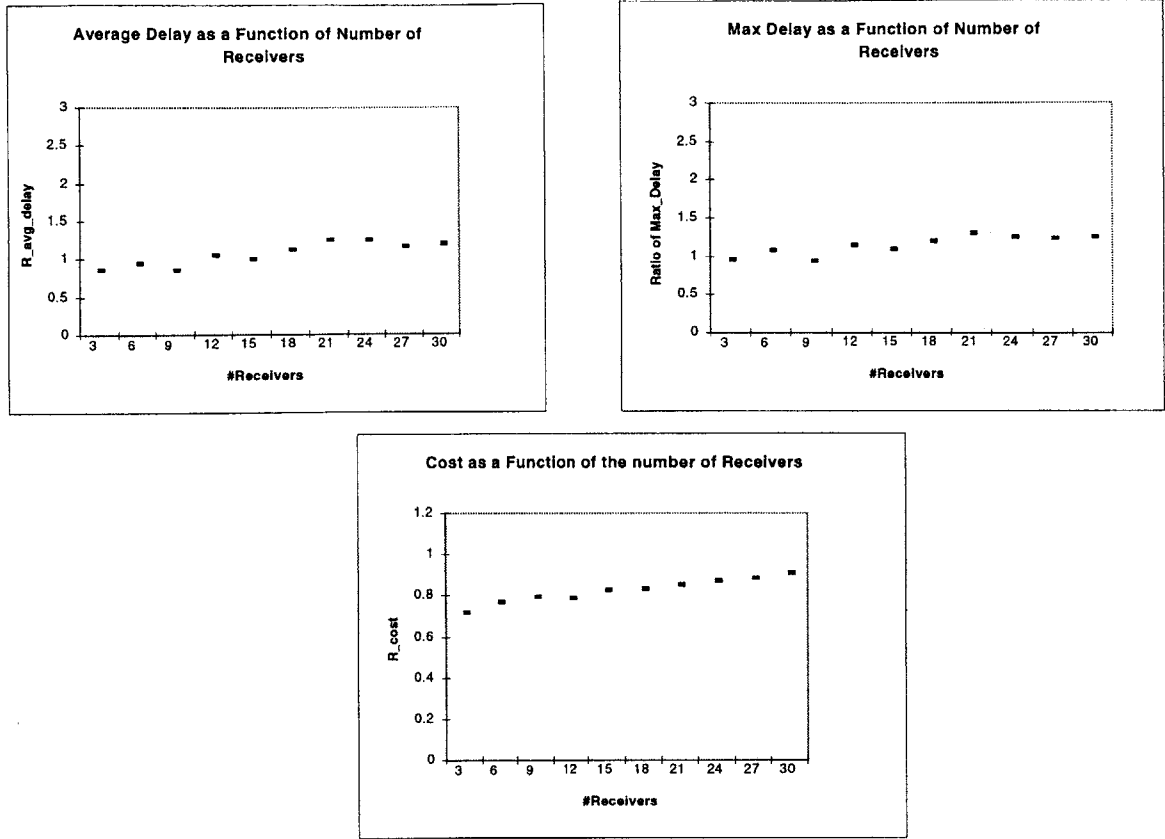 Average Delay as a Function of Number of
Receivers
3
2.5
2
1.5
1
0.5
0
R_avg_delay
3 6 9 12 15 18 21 24 27 30
#Receivers
Max Delay as a Function of Number of
Receivers
3
2.5
2
1.5
1
0.5
0
Ratio of Max_Delay
3 6 9 12 15 18 21 24 27 30
#Receivers
Cost as a Function of the number of Receivers
1.2
1
0.8
0.6
0.4
0.2
0
R_cost
3 6 9 12 15 18 21 24 27 30
#Receivers